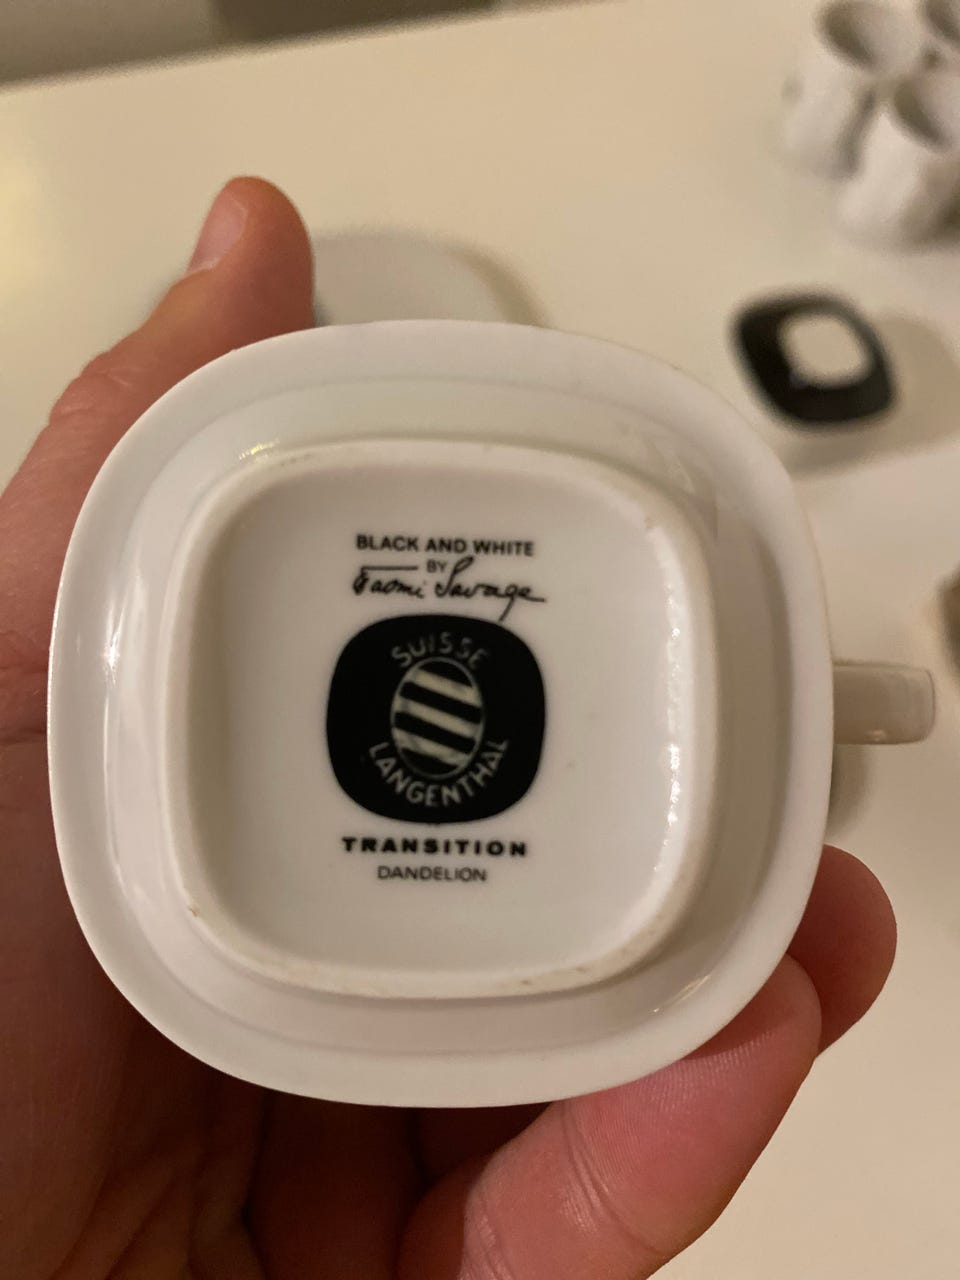 BLACK AND WHITE
BY
Naomi Savage
SUISSE
LANGENTHAL
TRANSITION
DANDELION